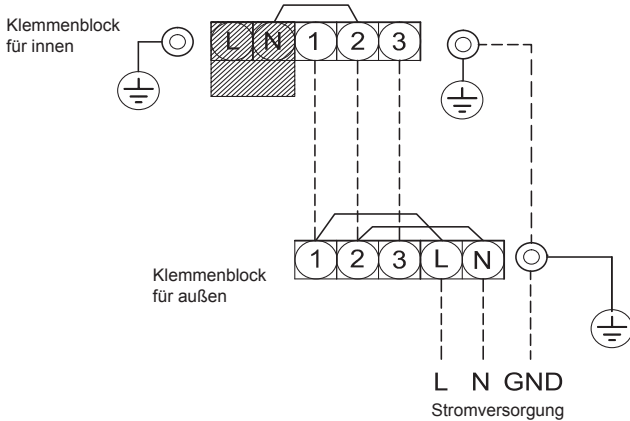 Klemmenblock
für innen
L N 1 2 3
1 2 3 L N
Klemmenblock
für außen
L N GND
Stromversorgung